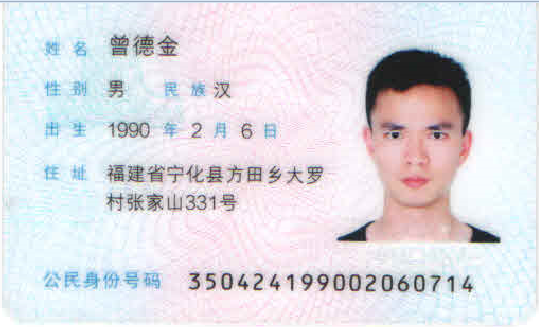 姓名 曾德金
性别 男 民族 汉
出生 1990 年 2 月 6 日
住址 福建省宁化县方田乡大罗
村张家山331号
公民身份号码 350424199002060714